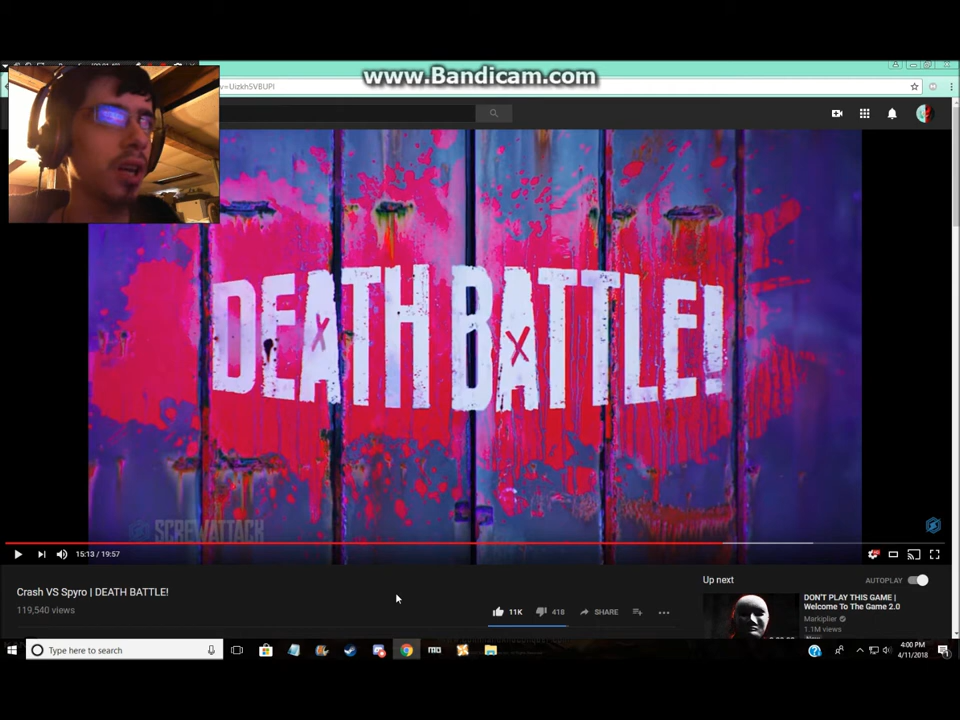 www.Bandicam.com
v=Uizkh5VBUPI
DEATH BATTLE!
SCREWATTACK
15:13 / 19:57
Crash VS Spyro | DEATH BATTLE!
119,540 views
11K
418
SHARE
Up next
AUTOPLAY
DON'T PLAY THIS GAME |
Welcome To The Game 2.0
Markiplier
1.1M views
New
Type here to search
4:00 PM
4/11/2018